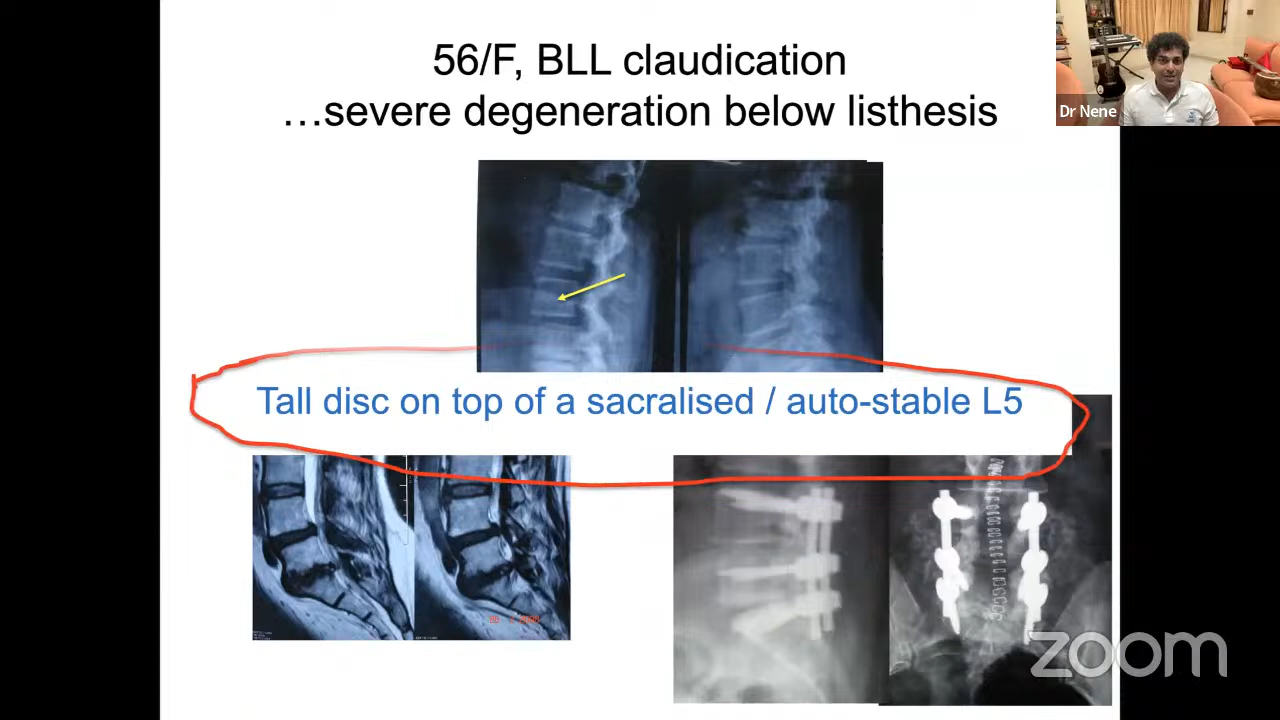 56/F, BLL claudication
…severe degeneration below listhesis
Dr Nene
Tall disc on top of a sacralised / auto-stable L5
zoom